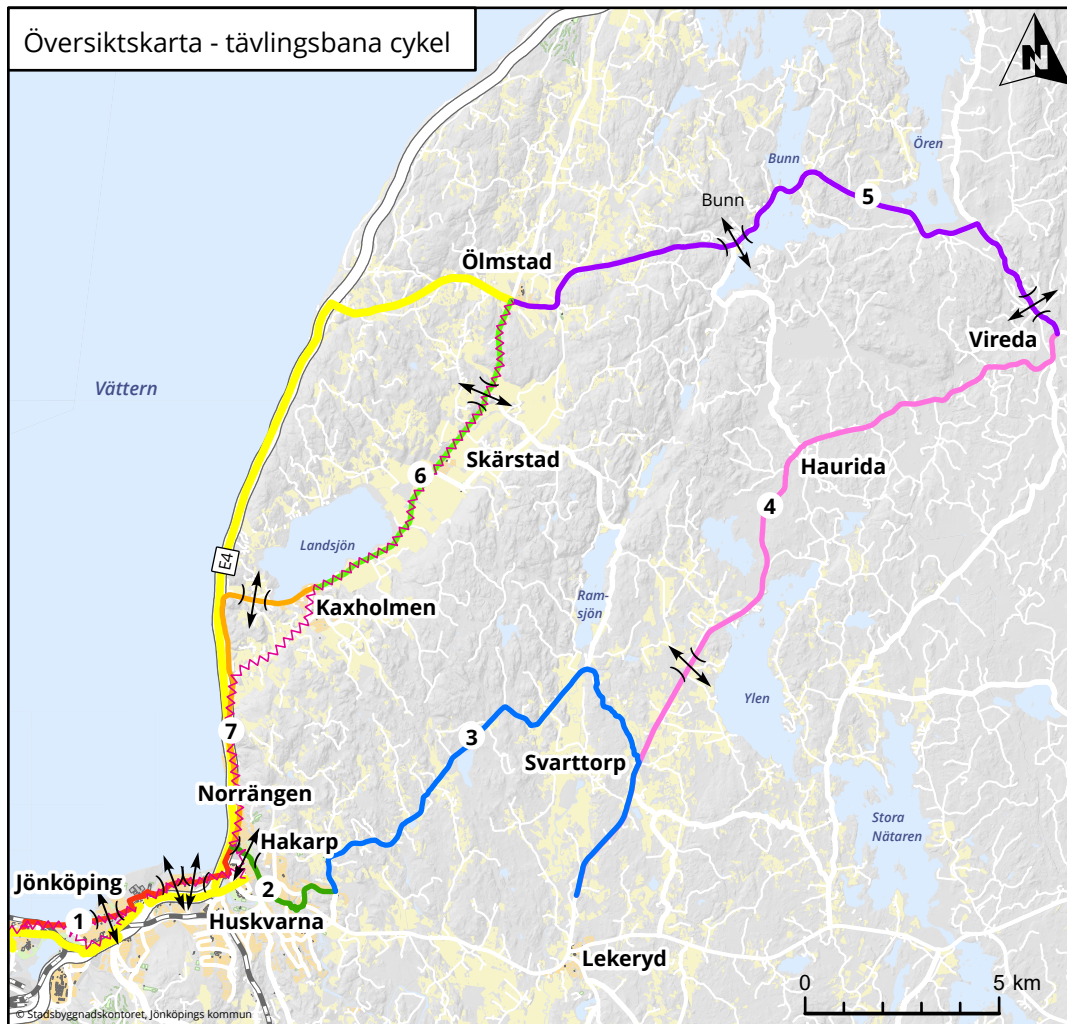 Översiktskarta - tävlingsbana cykel
N
Bunn
Ören
5
Bunn
Ölmstad
Vireda
Vättern
Skärstad
Haurida
6
4
Landsjön
E4
Kaxholmen
Ram-
sjön
Ylen
7
3
Svarttorp
Norrängen
Stora
Nätaren
Hakarp
Jönköping
2
1
Huskvarna
Lekeryd
0 5 km
© Stadsbyggnadskontoret, Jönköpings kommun